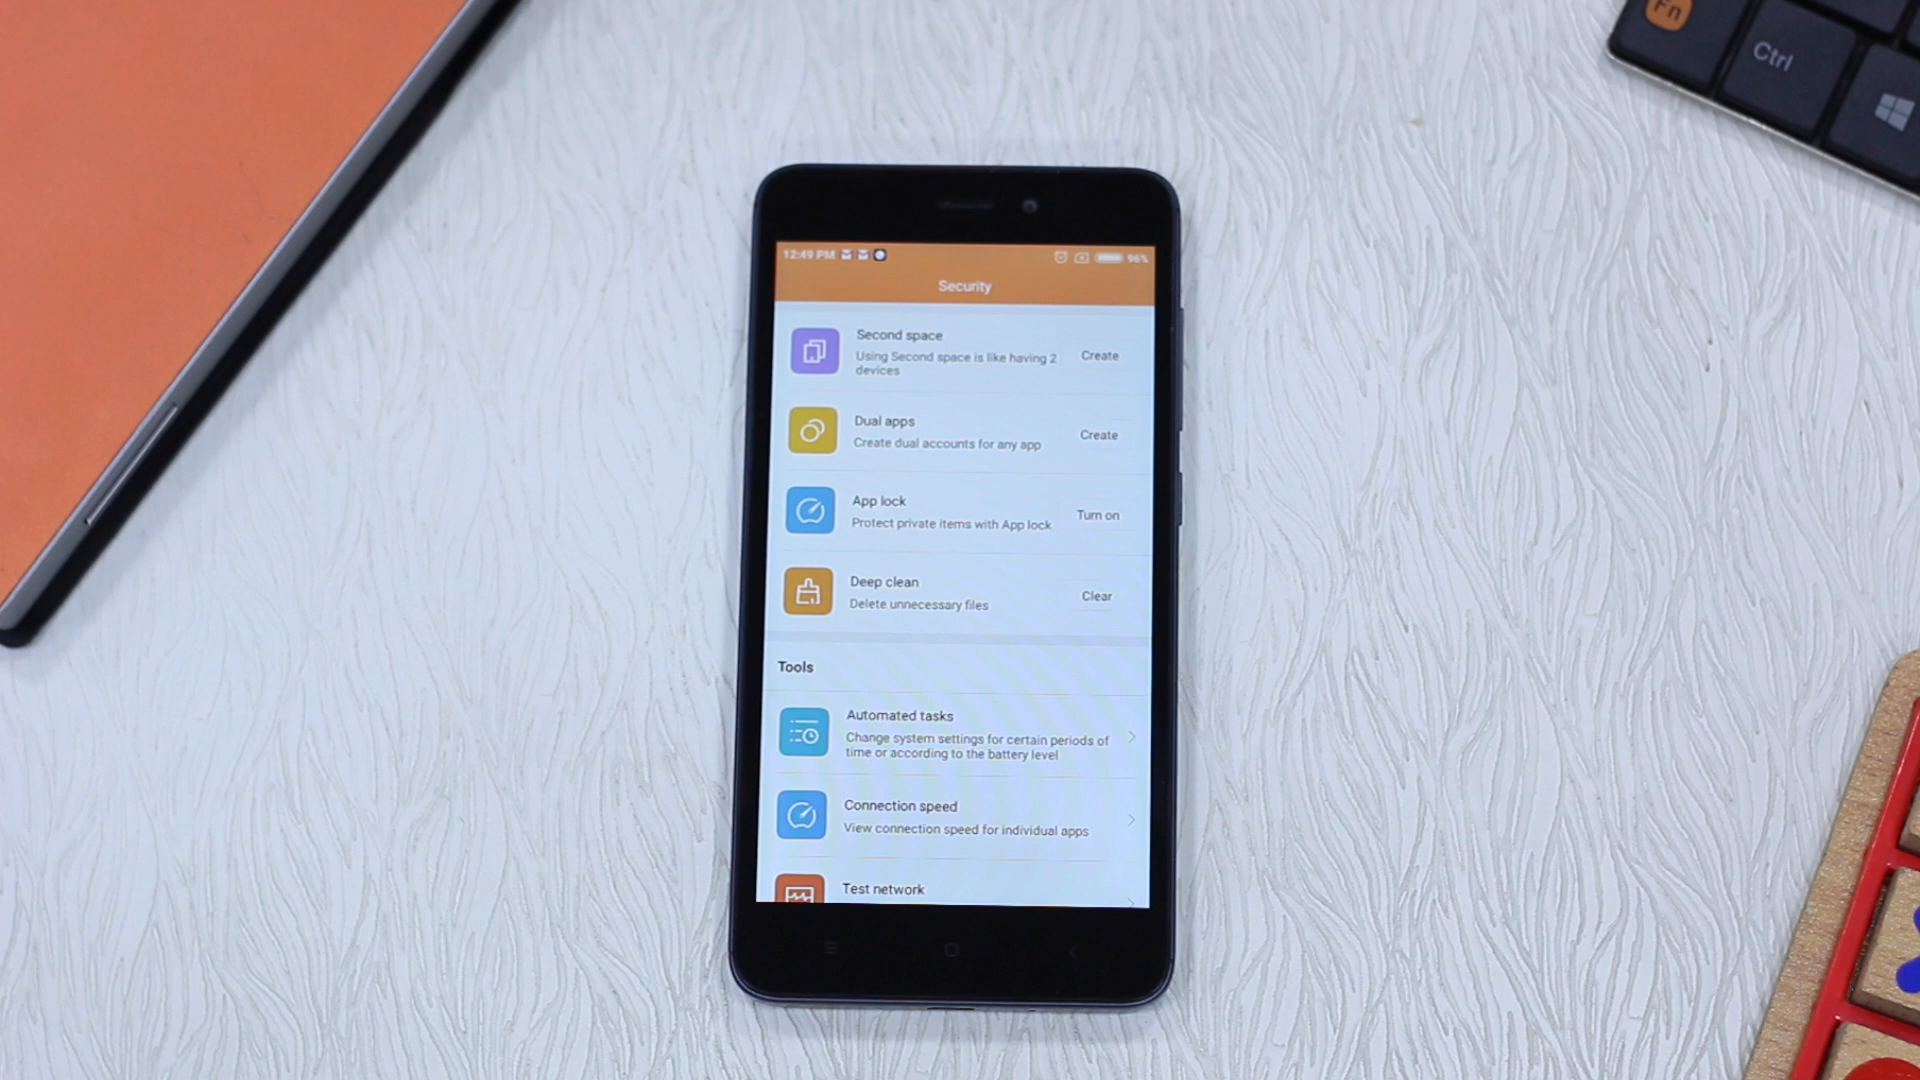 Fn
Ctrl
12:49 PM
96%
Security
Second space
Using Second space is like having 2
devices
Create
Dual apps
Create dual accounts for any app
Create
App lock
Protect private items with App lock
Turn on
Deep clean
Delete unnecessary files
Clear
Tools
Automated tasks
Change system settings for certain periods of
time or according to the battery level
Connection speed
View connection speed for individual apps
Test network